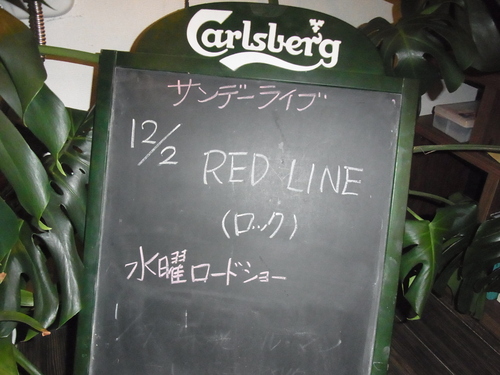 Carlsberg
サンデーライブ
12/2
RED LINE
(ロック)
水曜ロードショー